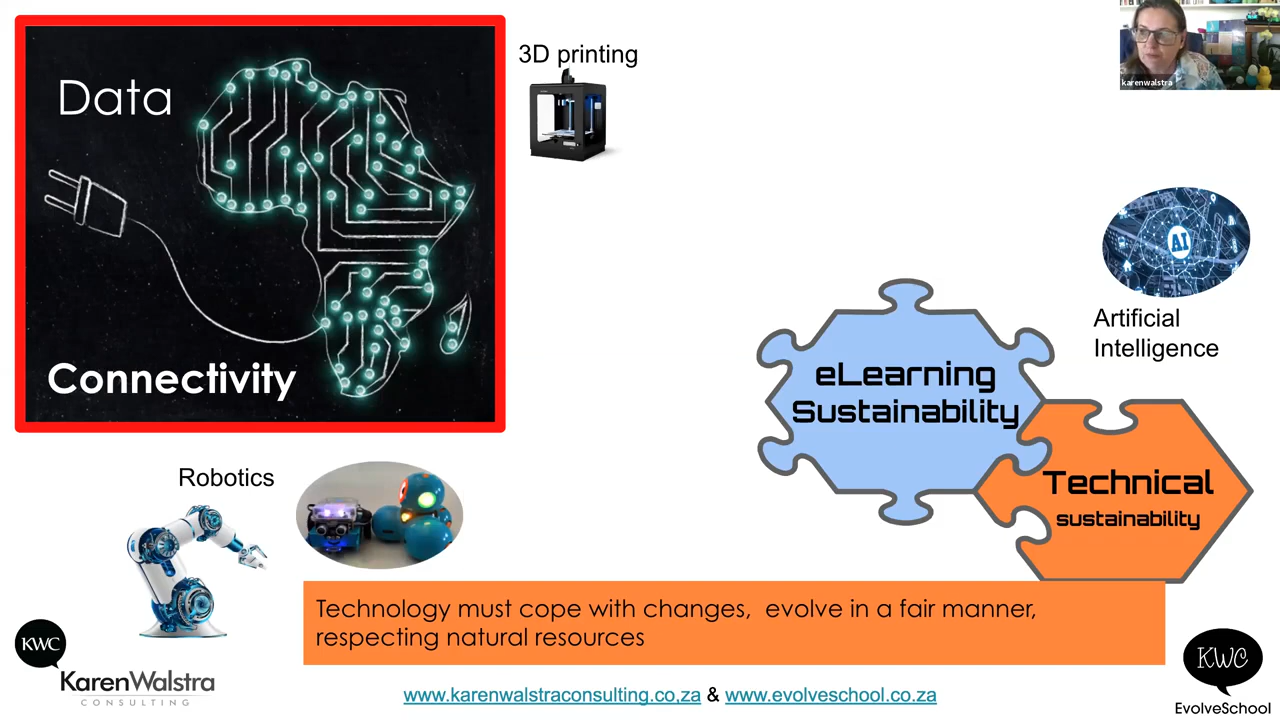 Data
3D printing
karenwalstra
AI
Artificial
Intelligence
Connectivity
eLearning
Sustainability
Technical
sustainability
Robotics
Technology must cope with changes,  evolve in a fair manner,
respecting natural resources
KWC
KarenWalstra
CONSULTING
www.karenwalstraconsulting.co.za & www.evolveschool.co.za
KWC
EvolveSchool